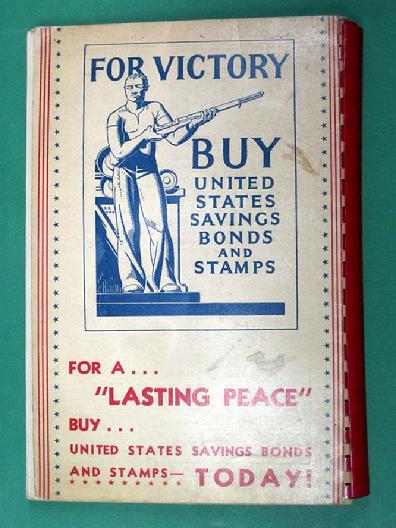 FOR VICTORY
BUY
UNITED
STATES
SAVINGS
BONDS
AND
STAMPS
FOR A...
"LASTING PEACE"
BUY...
UNITED STATES SAVINGS BONDS
AND STAMPS— TODAY!